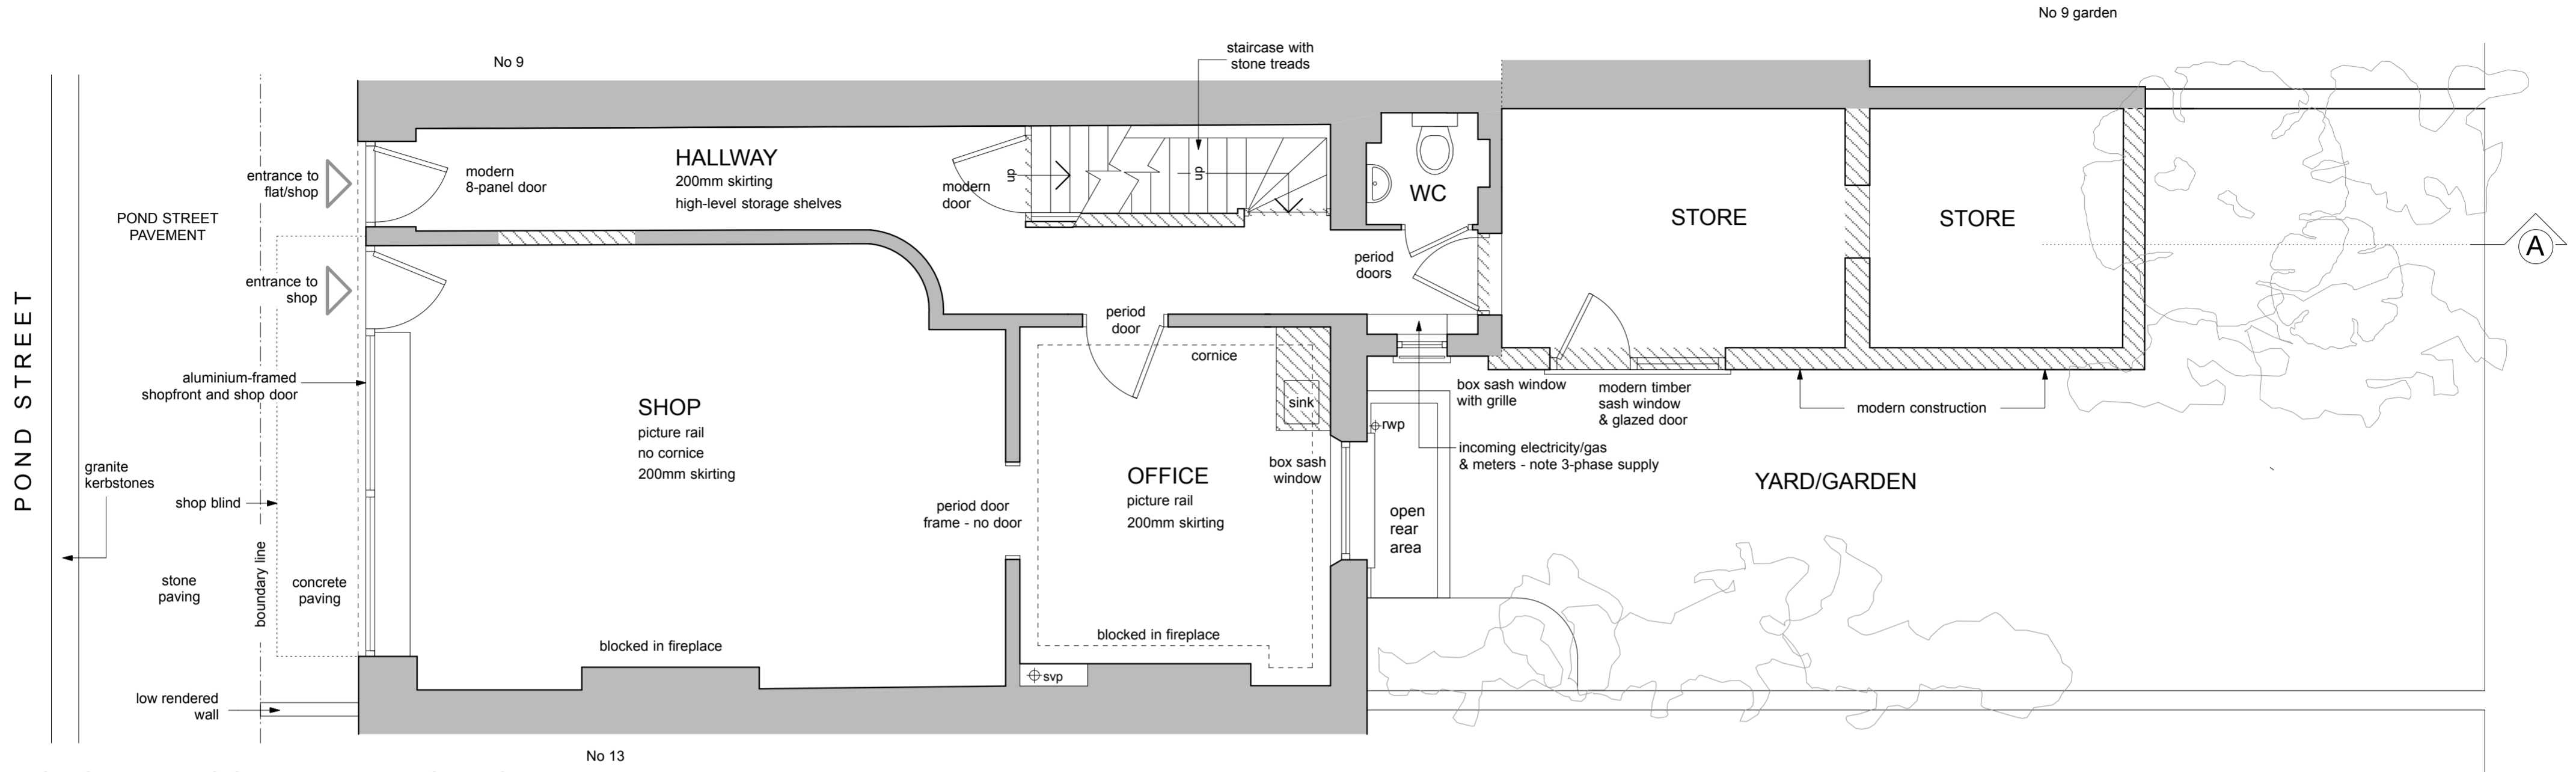 No 9 garden
No 9
staircase with
stone treads
entrance to
flat/shop
modern
8-panel door
HALLWAY
200mm skirting
high-level storage shelves
modern
door
up
dn
WC
STORE
STORE
POND STREET
PAVEMENT
A
period
doors
entrance to
shop
period
door
cornice
POND STREET
aluminium-framed
shopfront and shop door
SHOP
picture rail
no cornice
200mm skirting
sink
box sash window
with grille
modern timber
sash window
& glazed door
modern construction
rwp
incoming electricity/gas
& meters - note 3-phase supply
granite
kerbstones
shop blind
OFFICE
picture rail
200mm skirting
box sash
window
YARD/GARDEN
period door
frame - no door
open
rear
area
boundary line
stone
paving
concrete
paving
blocked in fireplace
blocked in fireplace
svp
low rendered
wall
No 13